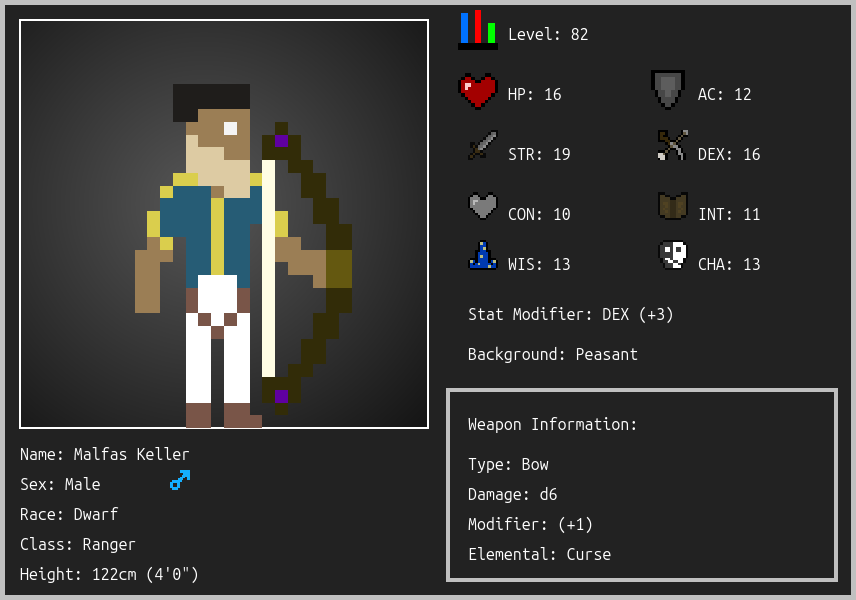 Level: 82
HP: 16
AC: 12
STR: 19
DEX: 16
CON: 10
INT: 11
WIS: 13
CHA: 13
Stat Modifier: DEX (+3)
Background: Peasant
Weapon Information:
Type: Bow
Damage: d6
Modifier: (+1)
Elemental: Curse
Name: Malfas Keller
Sex: Male
Race: Dwarf
Class: Ranger
Height: 122cm (4'0")